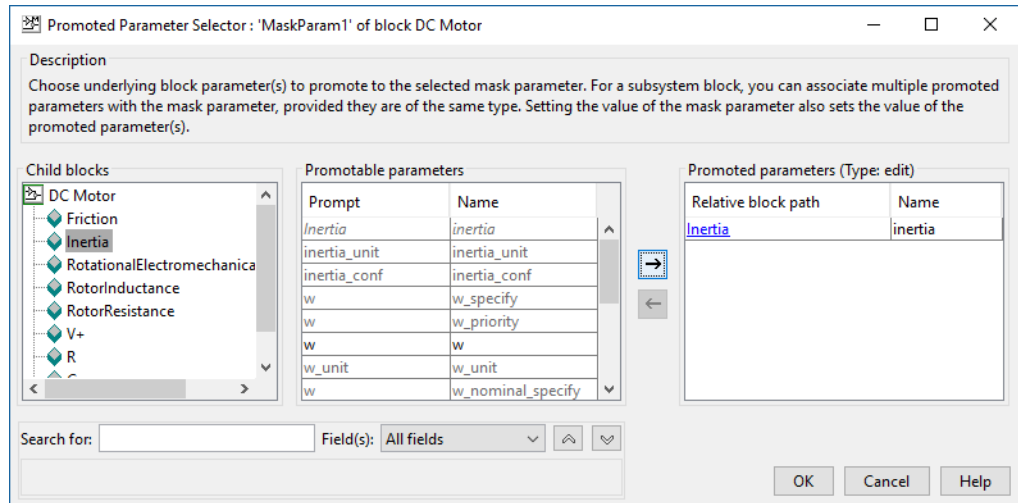 Promoted Parameter Selector : 'MaskParam1' of block DC Motor
Description
Choose underlying block parameter(s) to promote to the selected mask parameter. For a subsystem block, you can associate multiple promoted
parameters with the mask parameter, provided they are of the same type. Setting the value of the mask parameter also sets the value of the
promoted parameter(s).
Child blocks
DC Motor
Friction
Inertia
RotationalElectromechanica
RotorInductance
RotorResistance
V+
R
Promotable parameters
Prompt Name
Inertia inertia
inertia_unit inertia_unit
inertia_conf inertia_conf
w w_specify
w w_priority
w w
w_unit w_unit
w w_nominal_specify
Promoted parameters (Type: edit)
Relative block path Name
Inertia inertia
Search for: Field(s): All fields
OK Cancel Help